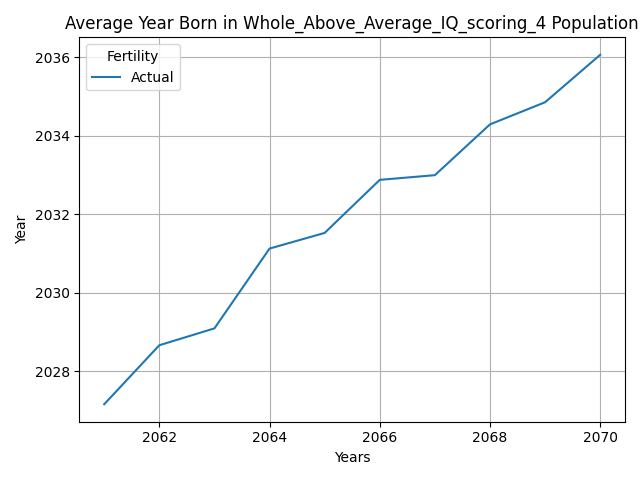 Average Year Born in Whole_Above_Average_IQ_scoring_4 Population
Fertility
Actual
2036
2034
2032
2030
2028
Year
2062 2064 2066 2068 2070
Years